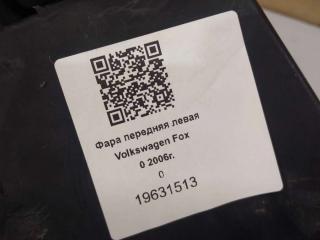 Фара передняя левая
Volkswagen Fox
0 2006г.
0
19631513